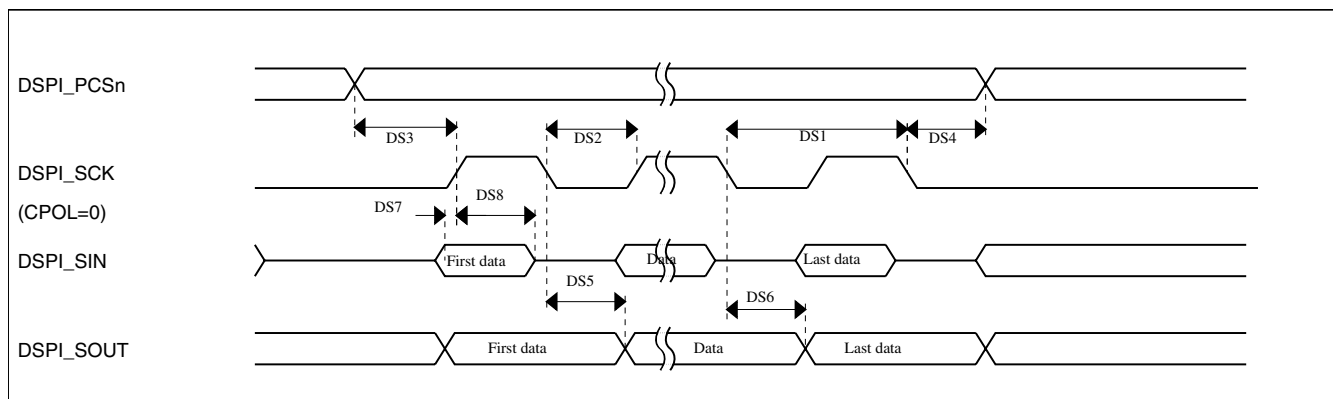 DSPI_PCSn
DS3
DS2
DS1
DS4
DSPI_SCK
(CPOL=0)
DS7
DS8
DSPI_SIN
First data
Data
Last data
DS5
DS6
DSPI_SOUT
First data
Data
Last data